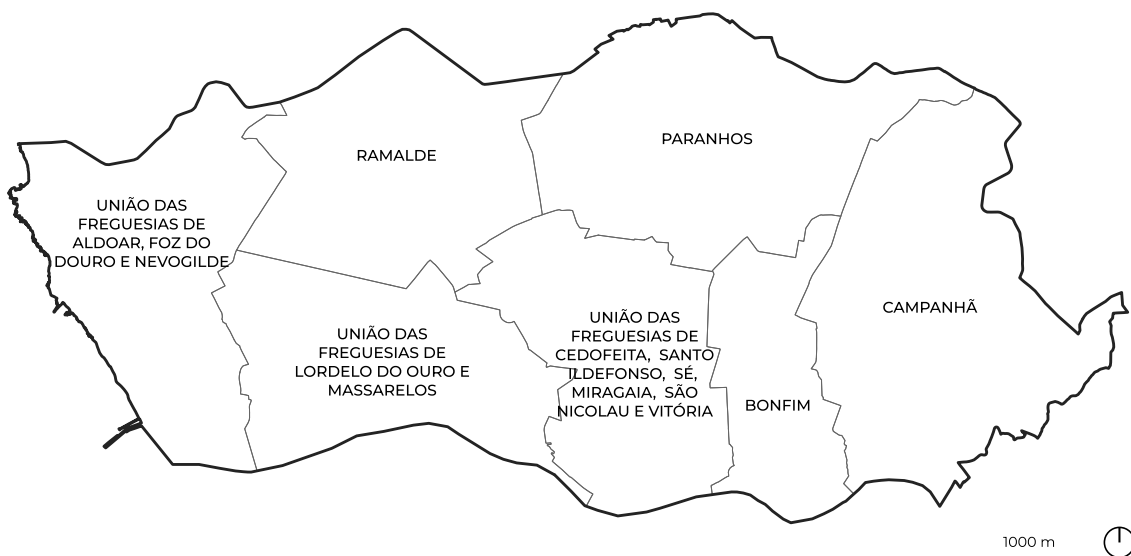 PARANHOS
RAMALDE
UNIÃO DAS
FREGUESIAS DE
ALDOAR, FOZ DO
DOURO E NEVOGILDE
CAMPANHÃ
UNIÃO DAS
FREGUESIAS DE
CEDOFEITA, SANTO
ILDEFONSO, SÉ,
MIRAGAIA, SÃO
NICOLAU E VITÓRIA
UNIÃO DAS
FREGUESIAS DE
LORDELO DO OURO E
MASSARELOS
BONFIM
1000 m